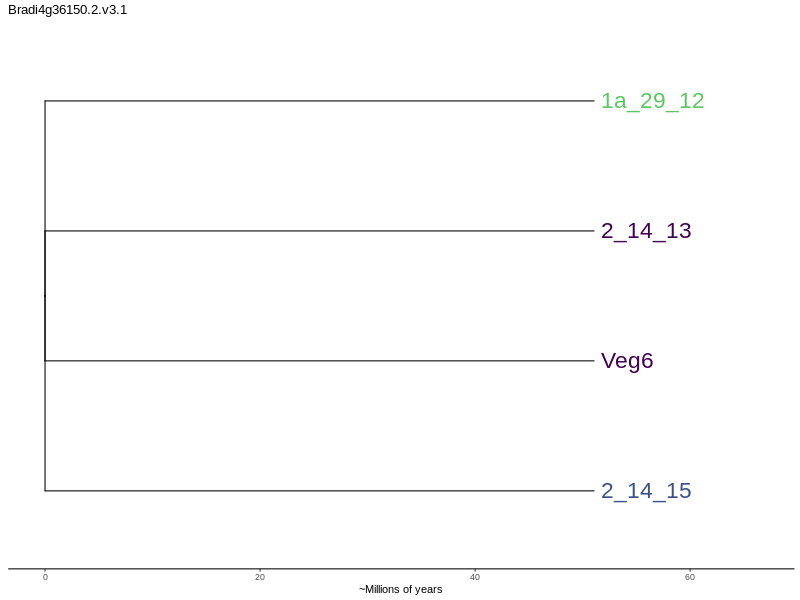 Bradi4g36150.2.v3.1
1a_29_12
2_14_13
Veg6
2_14_15
0 20 40 60
~Millions of years